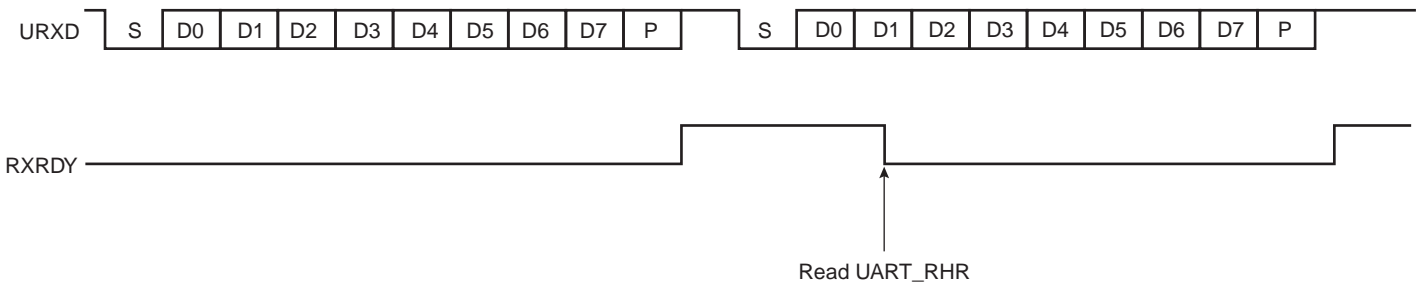 URXD S D0 D1 D2 D3 D4 D5 D6 D7 P S D0 D1 D2 D3 D4 D5 D6 D7 P
RXRDY
Read UART_RHR